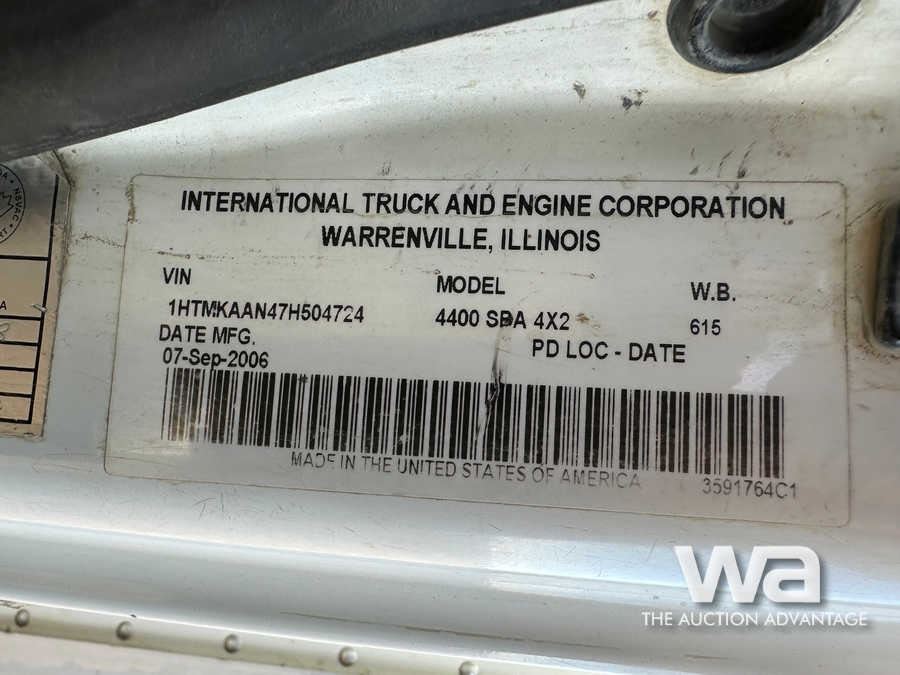 INTERNATIONAL TRUCK AND ENGINE CORPORATION
WARRENVILLE, ILLINOIS
VIN MODEL W.B.
1HTMKAAN47H504724 4400 SBA 4X2 615
DATE MFG. PD LOC - DATE
07-Sep-2006
MADE IN THE UNITED STATES OF AMERICA 3591764C1
wa
THE AUCTION ADVANTAGE